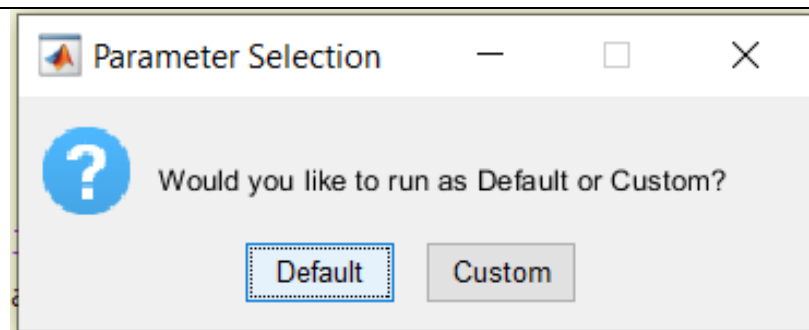 Parameter Selection
Would you like to run as Default or Custom?
Default
Custom